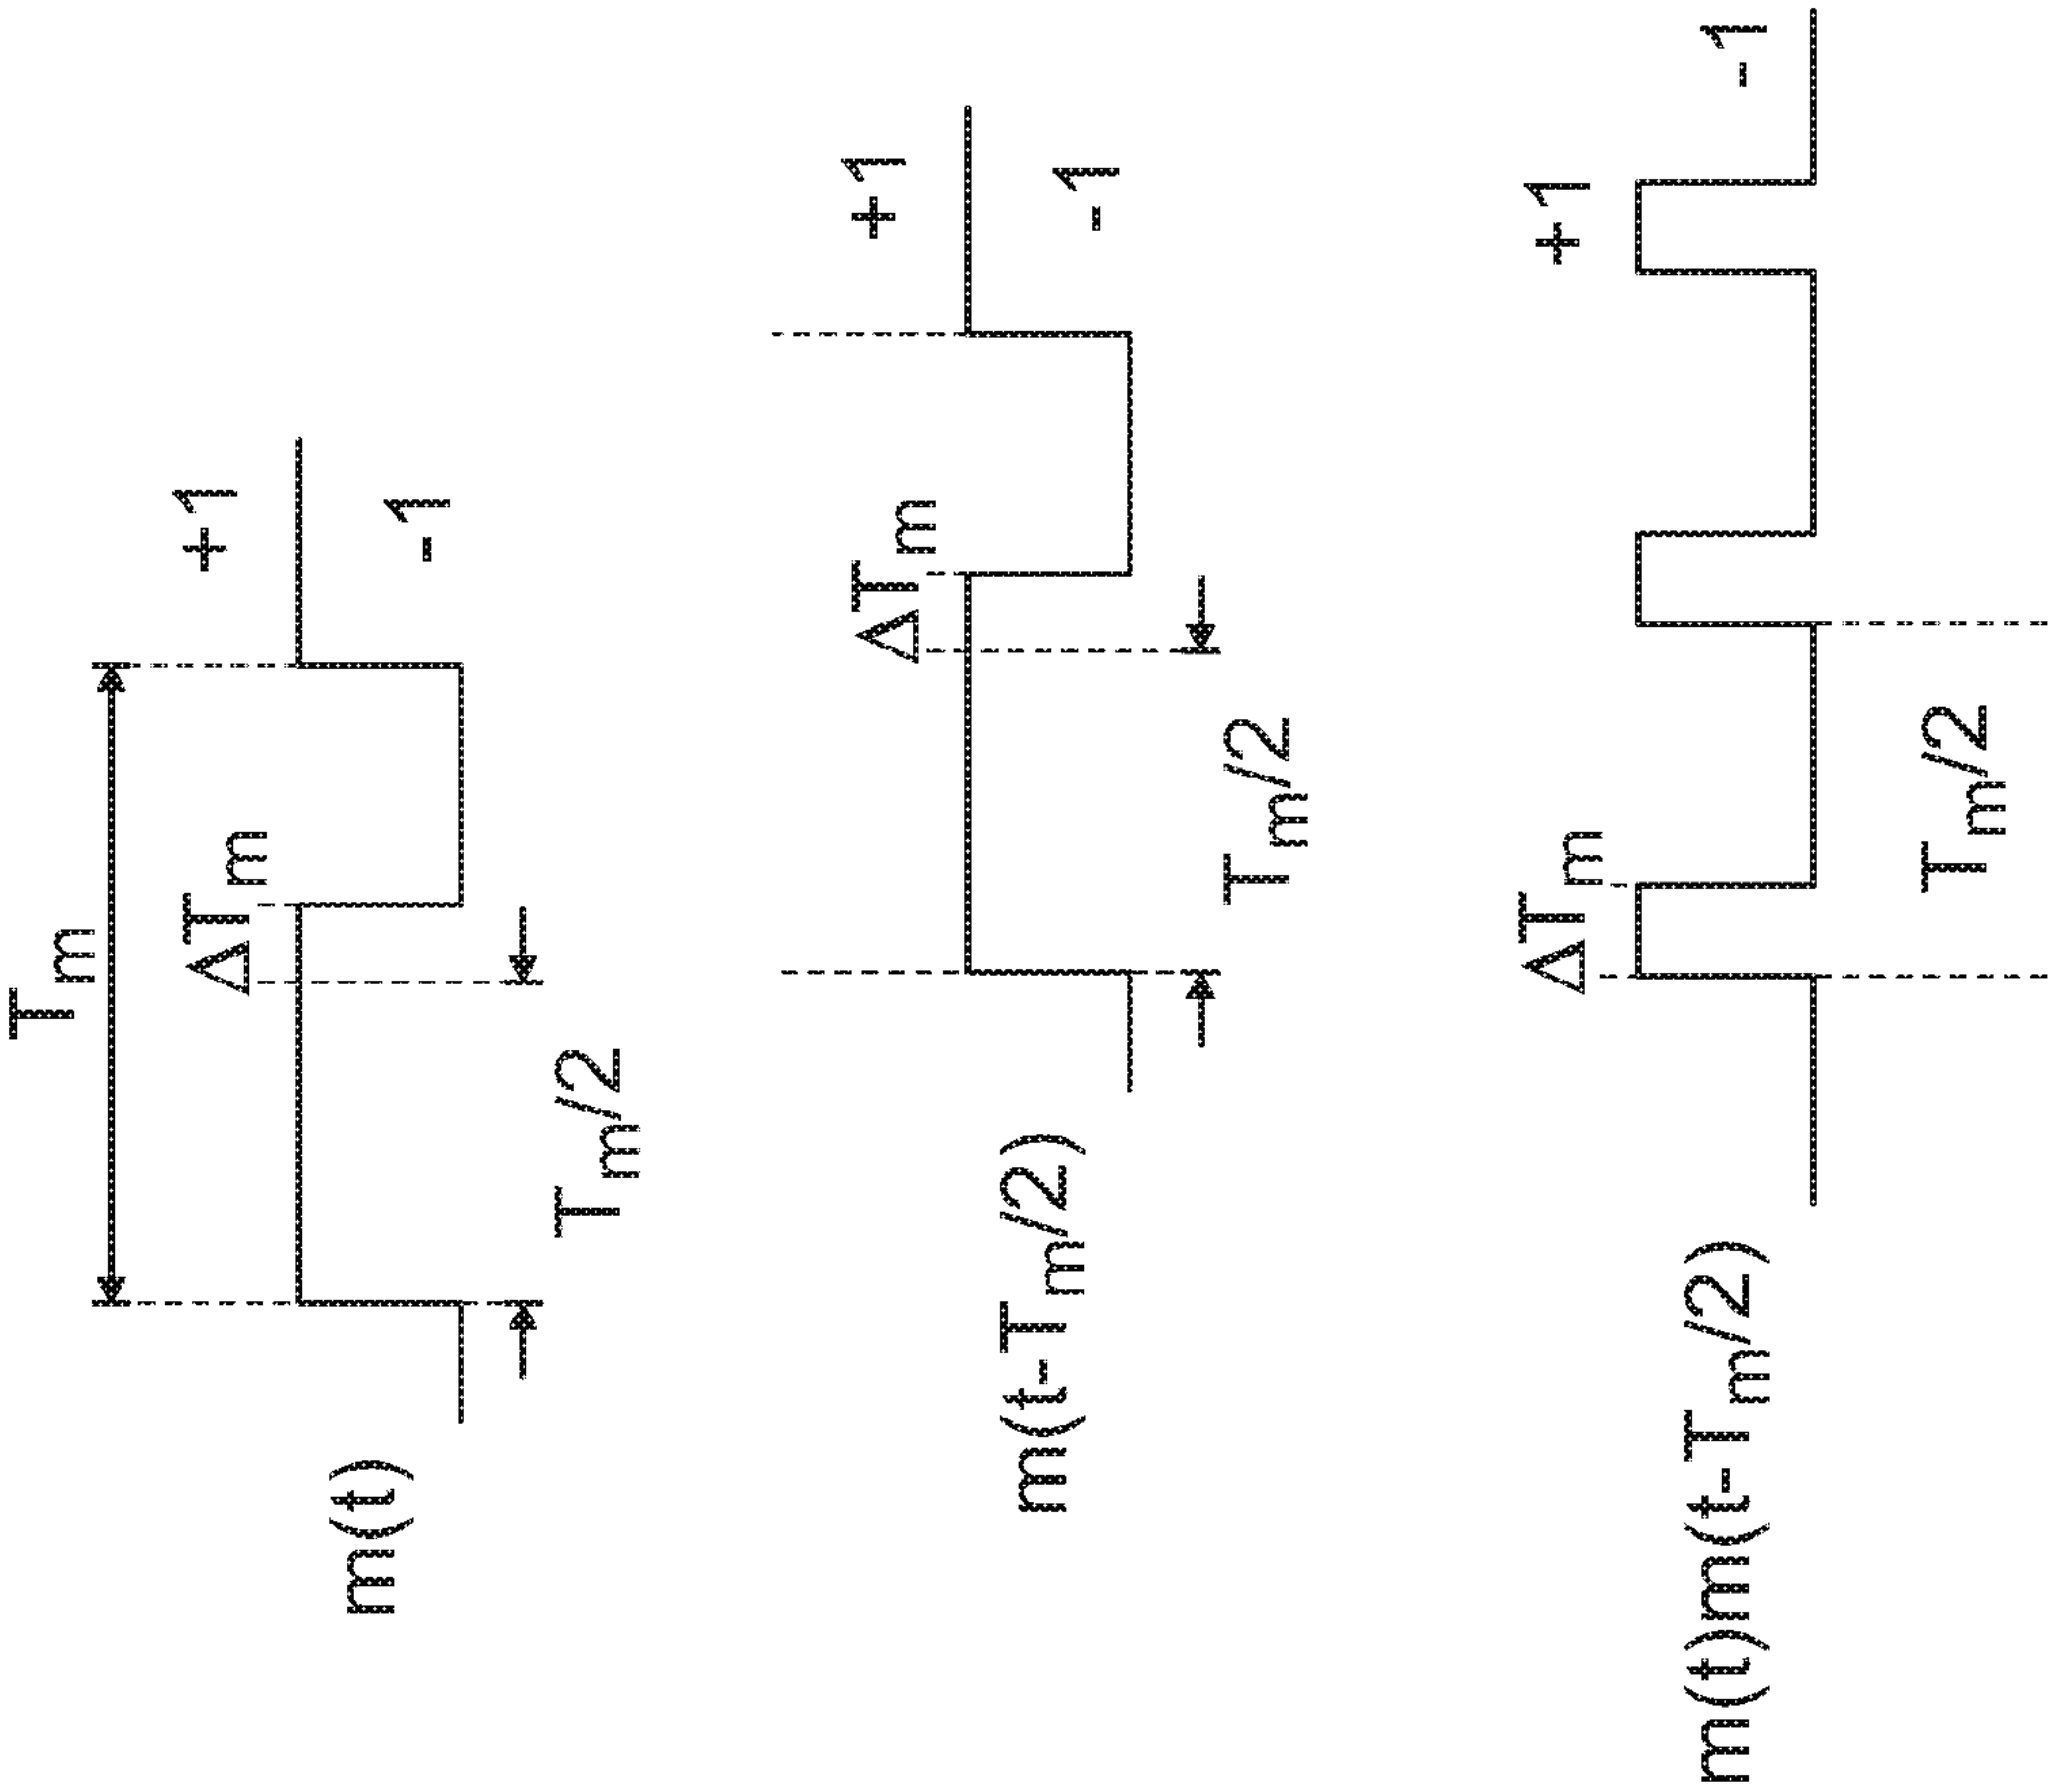 T_m
ΔT_m
+1
-1
m(t)
T_m/2
ΔT_m
+1
-1
m(t-T_m/2)
T_m/2
ΔT_m
+1
-1
m(t)m(t-T_m/2)
T_m/2